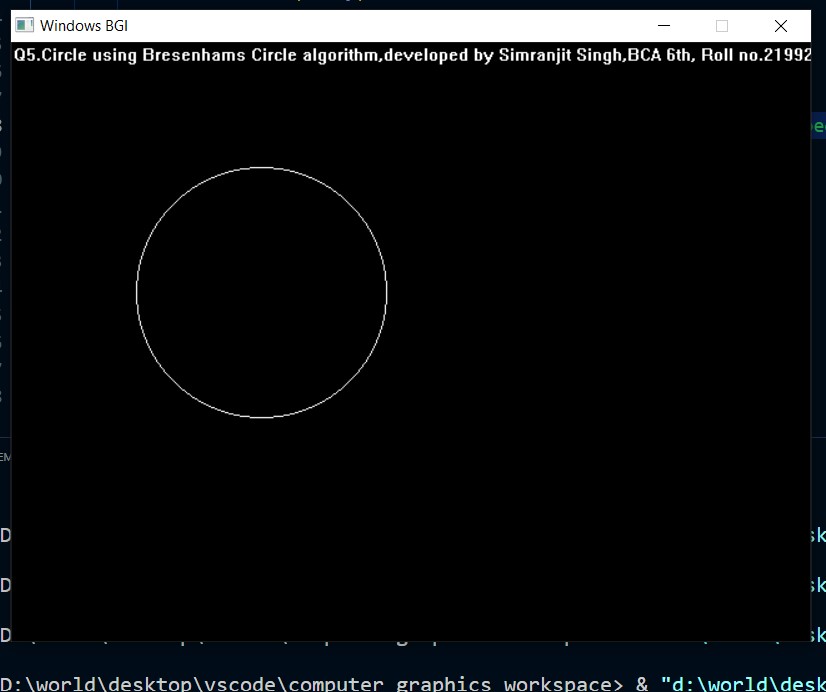 Windows BGI
Q5.Circle using Bresenhams Circle algorithm,developed by Simranjit Singh,BCA 6th, Roll no.21992
D:\world\desktop\vscode\computer graphics workspace> & "d:\world\desk